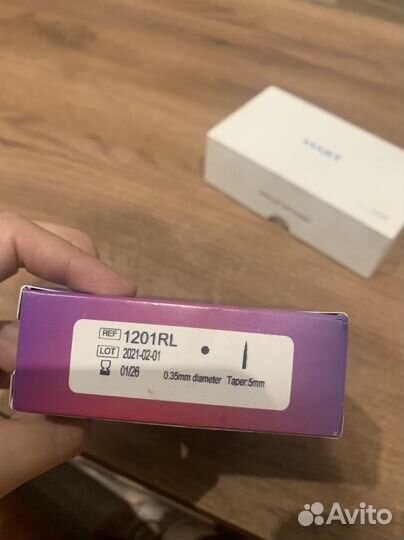 REF 1201RL
LOT 2021-02-01
01/26
0.35mm diameter Taper:5mm
Avito